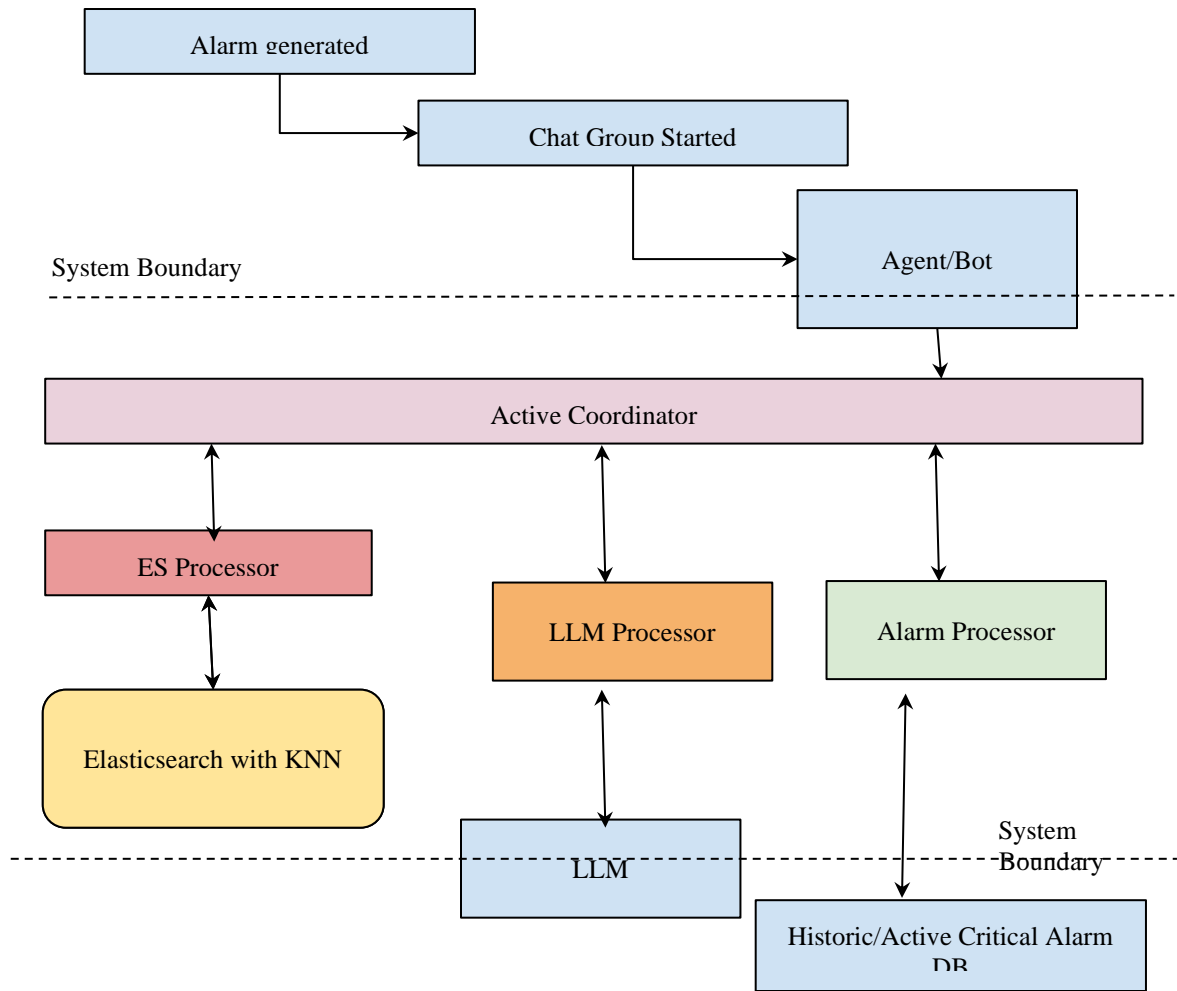 Alarm generated
Chat Group Started
Agent/Bot
System Boundary
Active Coordinator
ES Processor
LLM Processor
Alarm Processor
Elasticsearch with KNN
System
Boundary
LLM
Historic/Active Critical Alarm
DB